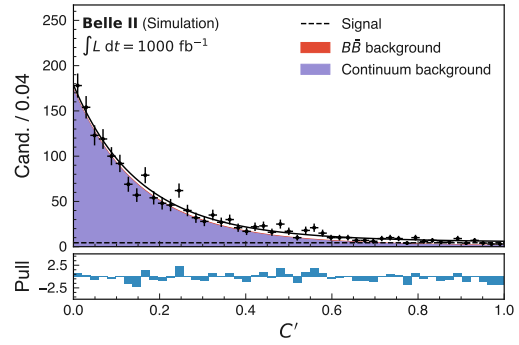 Belle II (Simulation)
∫L dt = 1000 fb⁻¹
Signal
BB̄ background
Continuum background
Cand. / 0.04
250
200
150
100
50
0
Pull
2.5
−2.5
0.0 0.2 0.4 0.6 0.8 1.0
C′